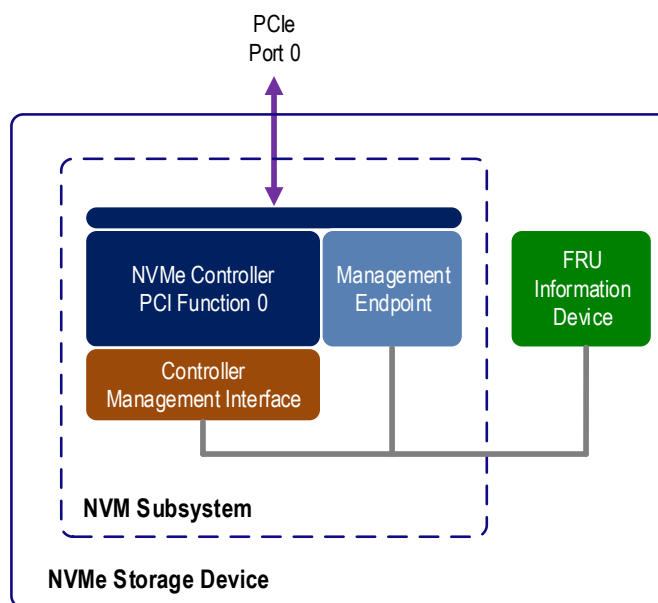 PCIe
Port 0
NVMe Controller
PCI Function 0
Management
Endpoint
FRU
Information
Device
Controller
Management Interface
NVM Subsystem
NVMe Storage Device